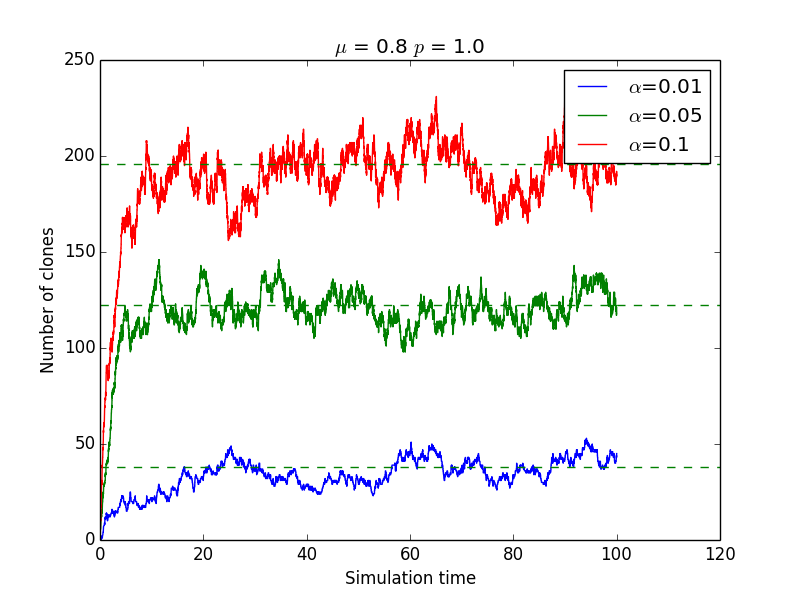 μ = 0.8 p = 1.0
250
200
150
100
50
0
Number of clones
α=0.01
α=0.05
α=0.1
0 20 40 60 80 100 120
Simulation time